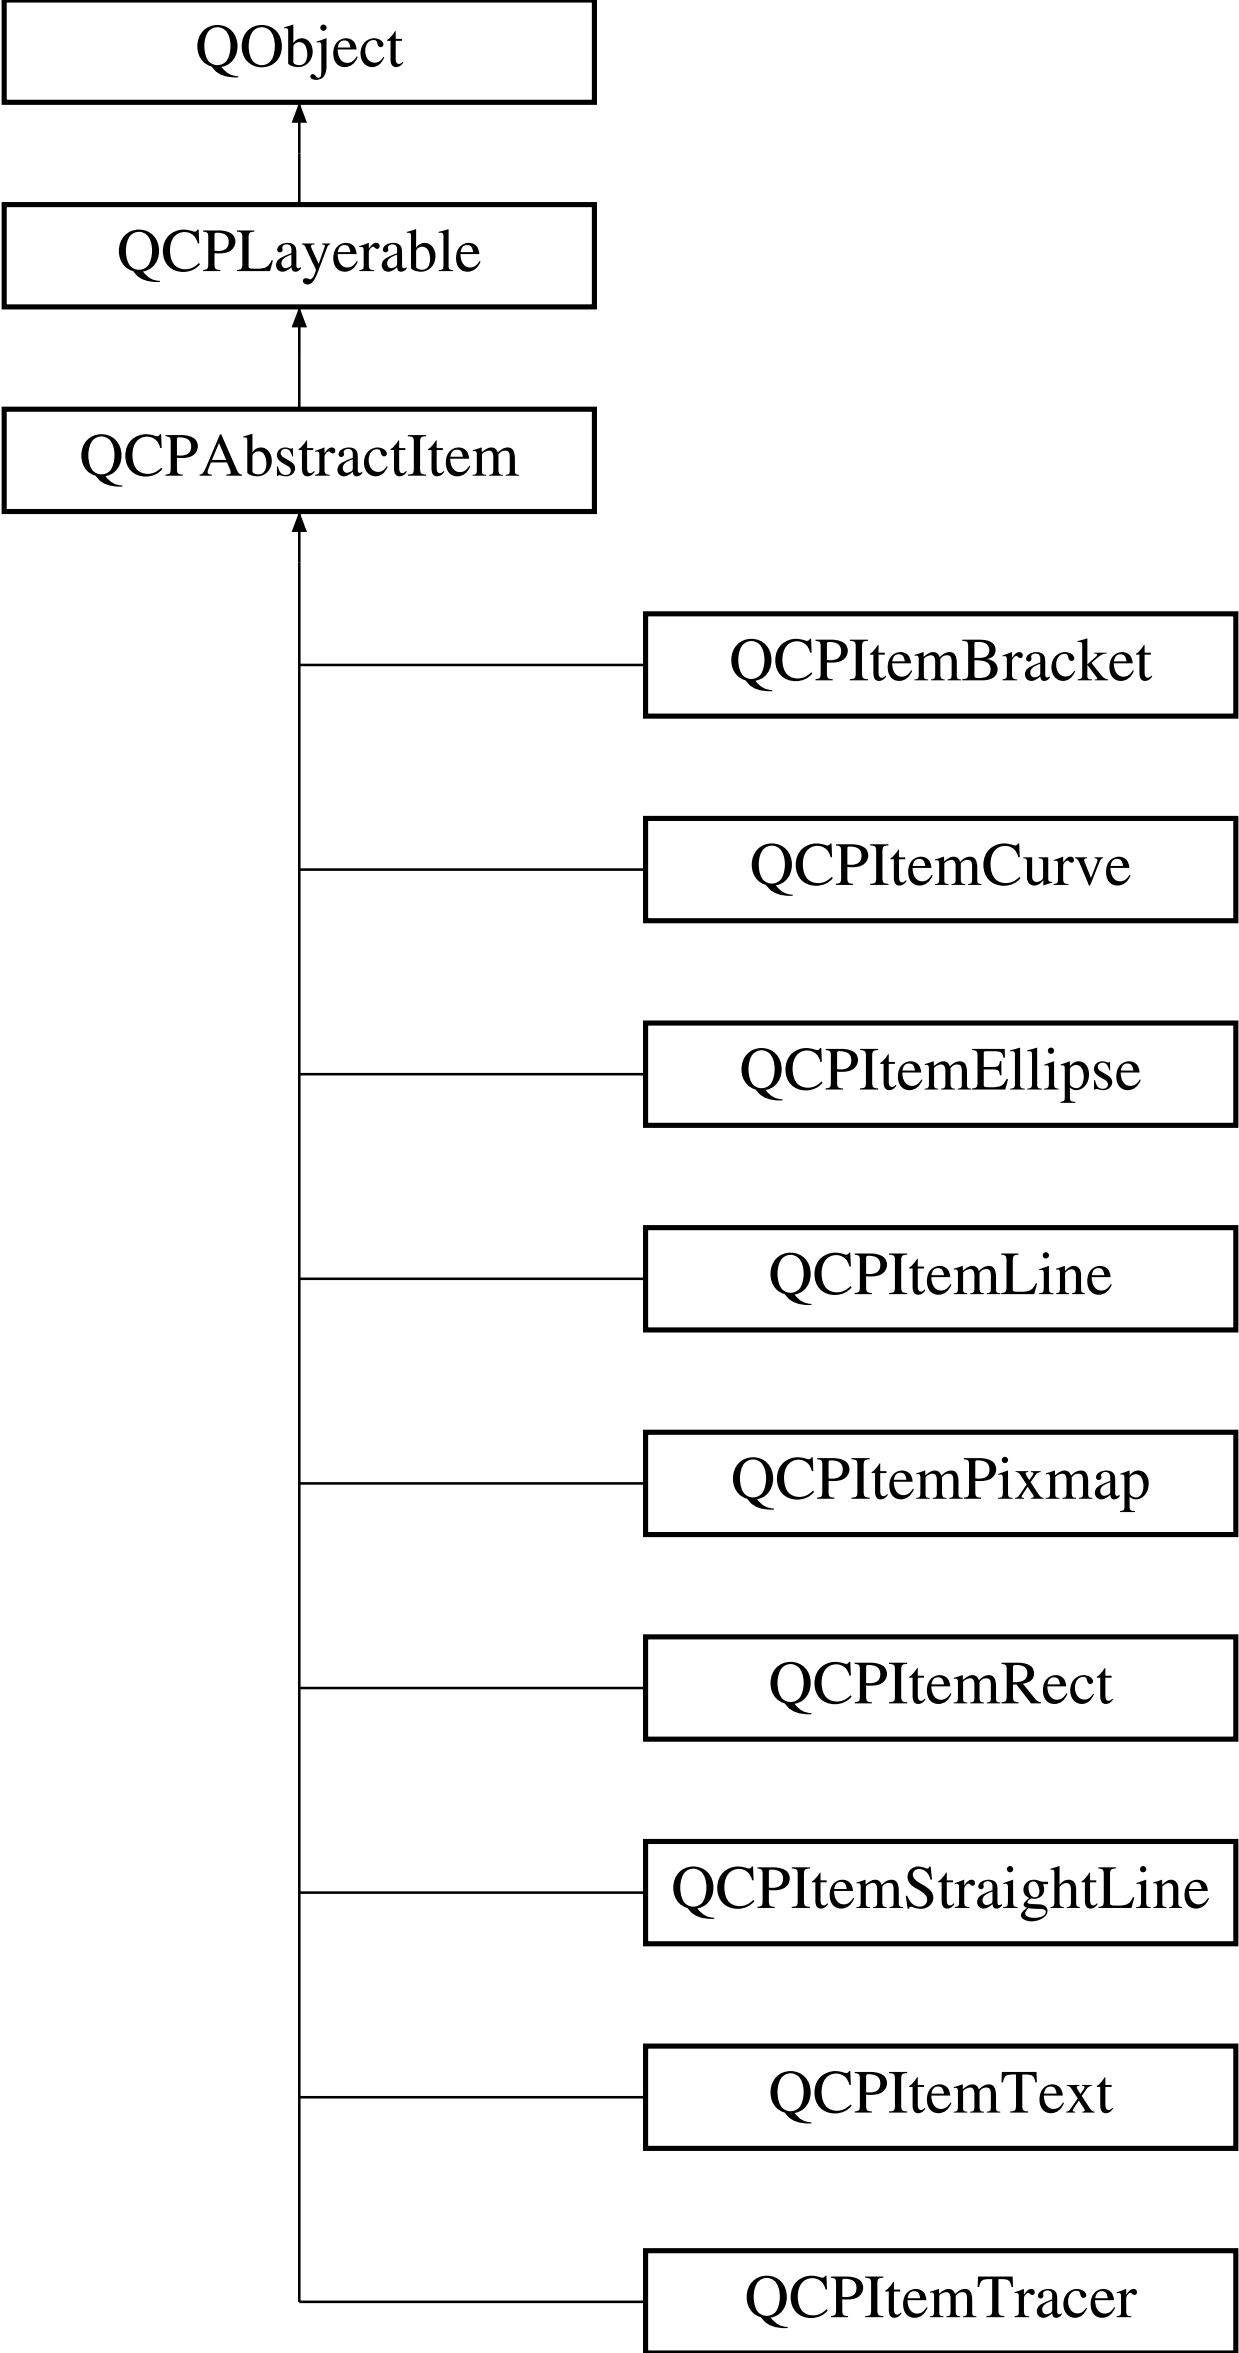 QObject
QCPLayerable
QCPAbstractItem
QCPItemBracket
QCPItemCurve
QCPItemEllipse
QCPItemLine
QCPItemPixmap
QCPItemRect
QCPItemStraightLine
QCPItemText
QCPItemTracer